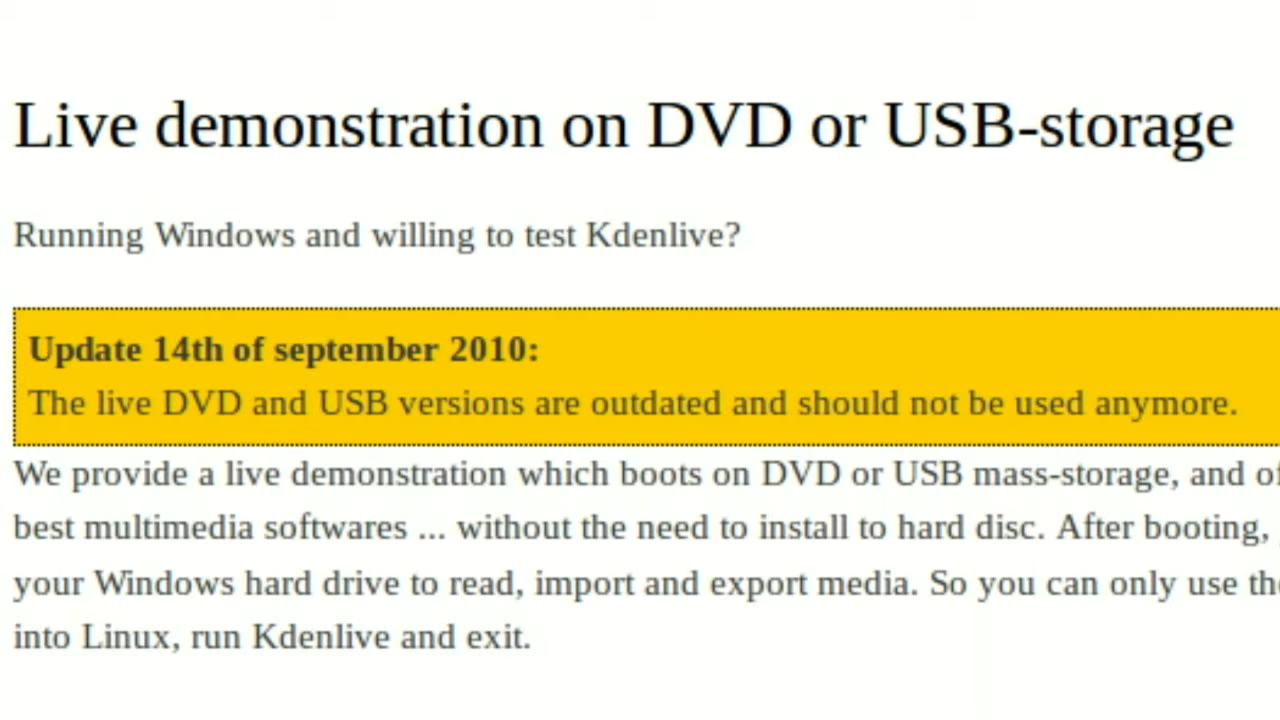 Live demonstration on DVD or USB-storage
Running Windows and willing to test Kdenlive?
Update 14th of september 2010:
The live DVD and USB versions are outdated and should not be used anymore.
We provide a live demonstration which boots on DVD or USB mass-storage, and
best multimedia softwares ... without the need to install to hard disc. After booting,
your Windows hard drive to read, import and export media. So you can only use
into Linux, run Kdenlive and exit.